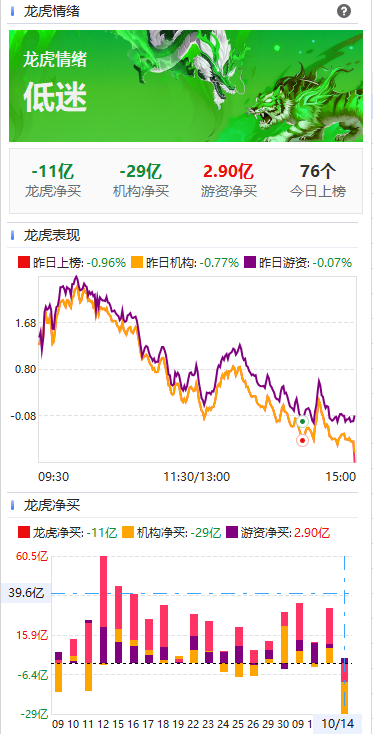 龙虎情绪
龙虎情绪
低迷
-11亿 -29亿 2.90亿 76个
龙虎净买 机构净买 游资净买 今日上榜
龙虎表现
昨日上榜: -0.96% 昨日机构: -0.77% 昨日游资: -0.07%
1.68
0.80
-0.08
09:30 11:30/13:00 15:00
龙虎净买
龙虎净买: -11亿 机构净买: -29亿 游资净买: 2.90亿
60.5亿
39.6亿
15.9亿
-6.4亿
-29亿
09 10 11 12 15 16 17 18 19 22 23 24 25 26 29 30 09 1 10/14